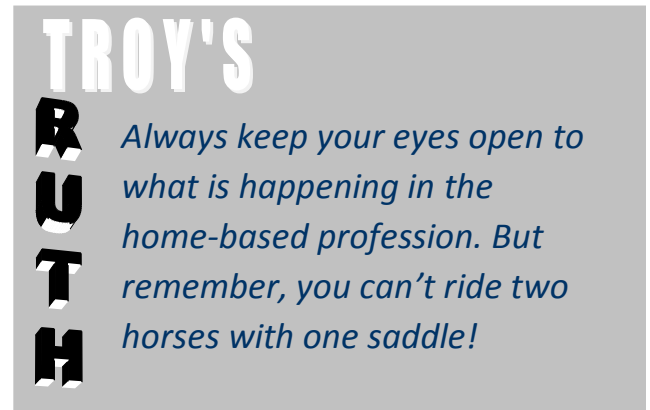 TROY'S
R
U
T
H
Always keep your eyes open to
what is happening in the
home-based profession. But
remember, you can’t ride two
horses with one saddle!